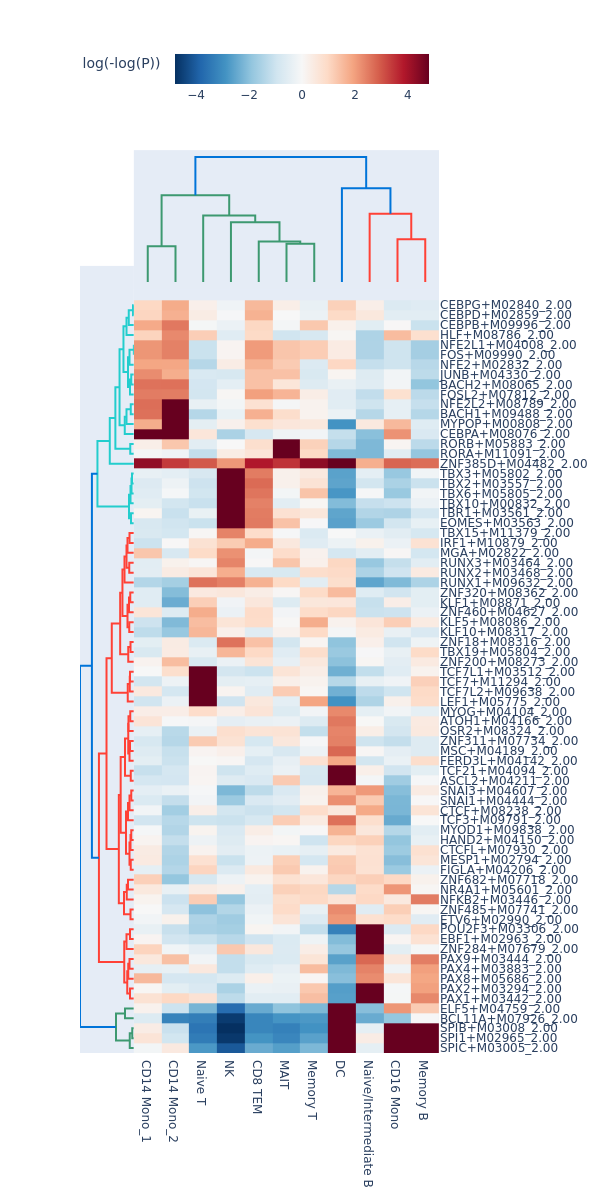 log(-log(P))
−4 −2 0 2 4
CEBPG+M02840_2.00
CEBPD+M02859_2.00
CEBPB+M09996_2.00
HLF+M08786_2.00
NFE2L1+M04008_2.00
FOS+M09990_2.00
NFE2+M02832_2.00
JUNB+M04330_2.00
BACH2+M08065_2.00
FOSL2+M07812_2.00
NFE2L2+M08789_2.00
BACH1+M09488_2.00
MYPOP+M00808_2.00
CEBPA+M08076_2.00
RORB+M05883_2.00
RORA+M11091_2.00
ZNF385D+M04482_2.00
TBX3+M05802_2.00
TBX2+M03557_2.00
TBX6+M05805_2.00
TBX10+M00832_2.00
TBR1+M03561_2.00
EOMES+M03563_2.00
TBX15+M11379_2.00
IRF1+M10879_2.00
MGA+M02822_2.00
RUNX3+M03464_2.00
RUNX2+M03468_2.00
RUNX1+M09632_2.00
ZNF320+M08362_2.00
KLF1+M08871_2.00
ZNF460+M04627_2.00
KLF5+M08086_2.00
KLF10+M08317_2.00
ZNF18+M08316_2.00
TBX19+M05804_2.00
ZNF200+M08273_2.00
TCF7L1+M03512_2.00
TCF7+M11294_2.00
TCF7L2+M09638_2.00
LEF1+M05775_2.00
MYOG+M04104_2.00
ATOH1+M04166_2.00
OSR2+M08324_2.00
ZNF311+M07734_2.00
MSC+M04189_2.00
FERD3L+M04142_2.00
TCF21+M04094_2.00
ASCL2+M04211_2.00
SNAI3+M04607_2.00
SNAI1+M04444_2.00
CTCF+M08238_2.00
TCF3+M09791_2.00
MYOD1+M09838_2.00
HAND2+M04150_2.00
CTCFL+M07930_2.00
MESP1+M02794_2.00
FIGLA+M04206_2.00
ZNF682+M07718_2.00
NR4A1+M05601_2.00
NFKB2+M03446_2.00
ZNF485+M07741_2.00
ETV6+M02990_2.00
POU2F3+M03306_2.00
EBF1+M02963_2.00
ZNF284+M07679_2.00
PAX9+M03444_2.00
PAX4+M03883_2.00
PAX8+M05686_2.00
PAX2+M03294_2.00
PAX1+M03442_2.00
ELF5+M04759_2.00
BCL11A+M07926_2.00
SPIB+M03008_2.00
SPI1+M02965_2.00
SPIC+M03005_2.00
CD14 Mono_1
CD14 Mono_2
Naive T
NK
CD8 TEM
MAIT
Memory T
DC
Naive/Intermediate B
CD16 Mono
Memory B